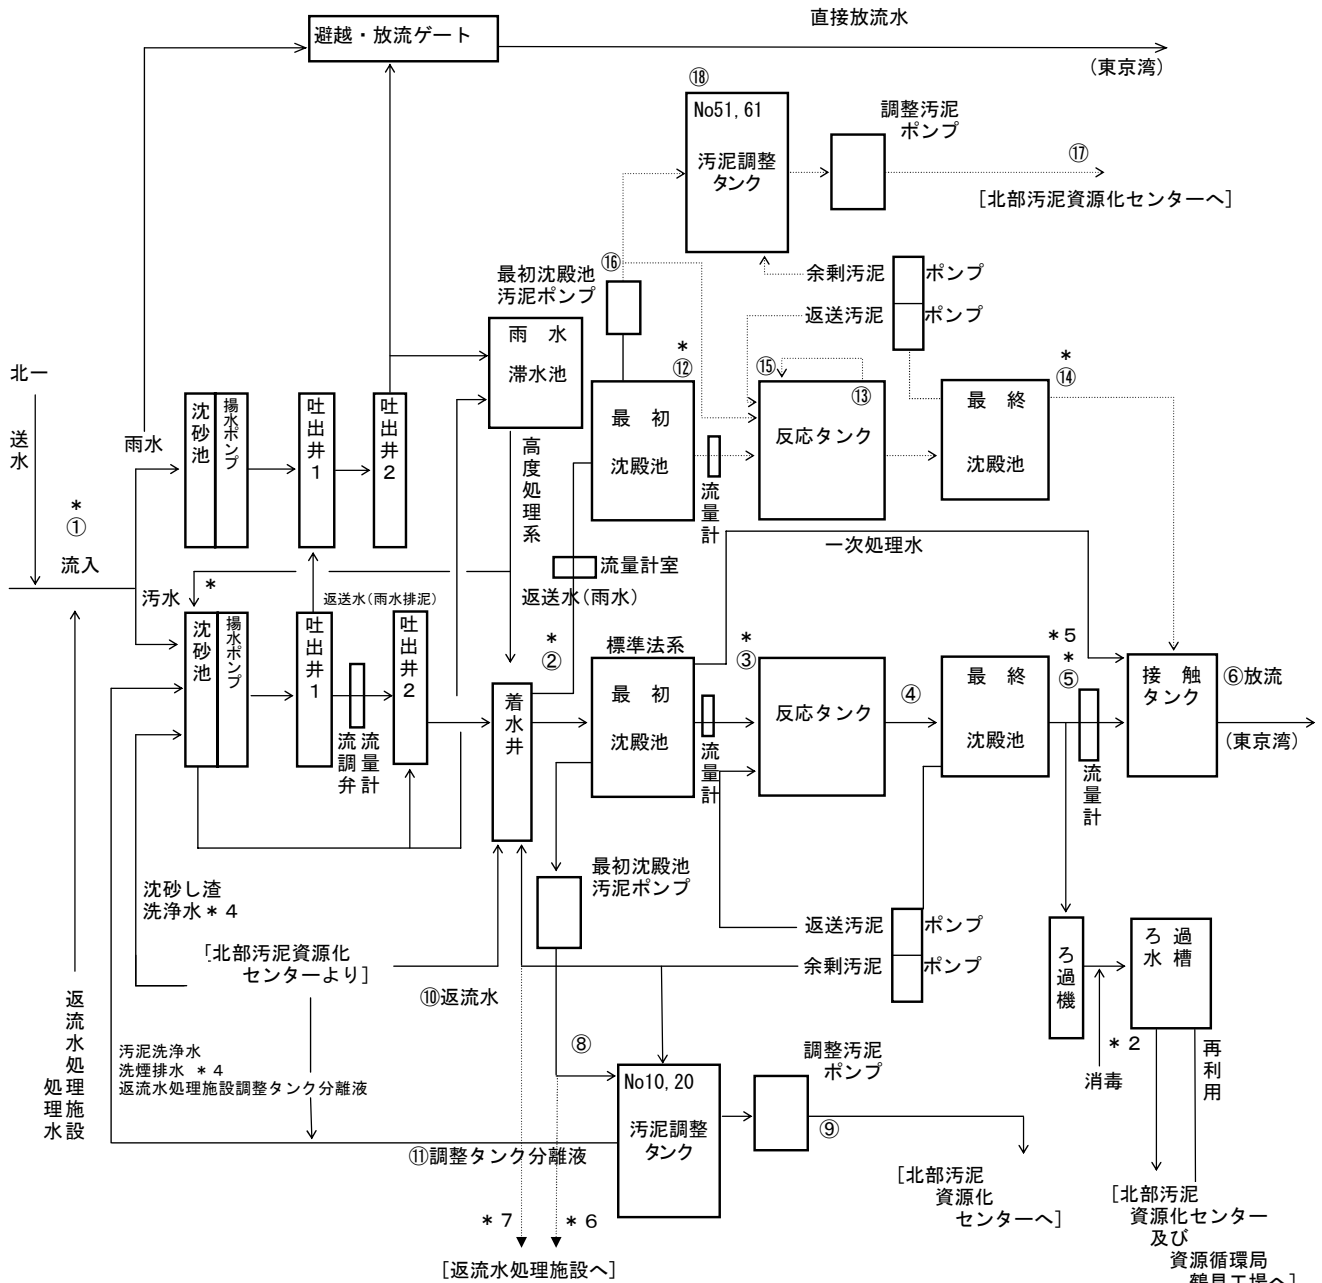 直接放流水
避越・放流ゲート
(東京湾)
⑱
No51,61
汚泥調整
タンク
調整汚泥
ポンプ
⑰
[北部汚泥資源化センターへ]
最初沈殿池
汚泥ポンプ
⑯
余剰汚泥
ポンプ
返送汚泥
ポンプ
雨 水
滞水池
北一
送水
雨水
沈砂池
揚水ポンプ
吐出井1
吐出井2
高度処理系
*
⑫
最 初
沈殿池
流量計
⑮
⑬
反応タンク
*
⑭
最 終
沈殿池
*
①
流入
一次処理水
流量計室
返送水(雨水)
汚水
*
返送水(雨水排泥)
沈砂池
揚水ポンプ
吐出井1
流調弁
流量計
吐出井2
着水井
*
②
標準法系
最 初
沈殿池
流量計
*
③
反応タンク
④
*5
*
⑤
最 終
沈殿池
流量計
接 触
タンク
⑥放流
(東京湾)
最初沈殿池
汚泥ポンプ
沈砂し渣
洗浄水*4
[北部汚泥資源化
センターより]
⑩返流水
返送汚泥
ポンプ
余剰汚泥
ポンプ
ろ過機
ろ 過
水 槽
*2
消毒
再利用
返流水処理施設
処理水
汚泥洗浄水
洗煙排水 *4
返流水処理施設調整タンク分離液
⑧
No10,20
汚泥調整
タンク
調整汚泥
ポンプ
⑨
⑪調整タンク分離液
*7
*6
[返流水処理施設へ]
[北部汚泥
資源化
センターへ]
[北部汚泥
資源化センター
及び
資源循環局
鶴見工場へ]